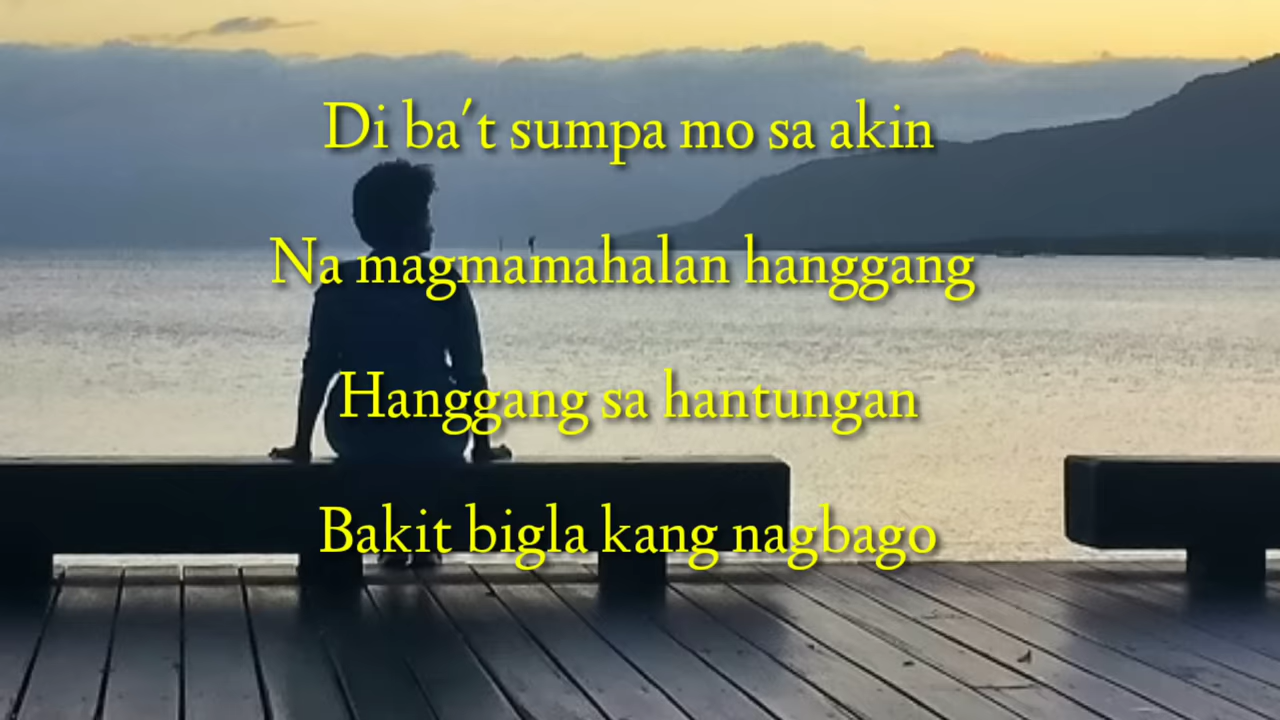 Di ba't sumpa mo sa akin
Na magmamahalan hanggang
Hanggang sa hantungan
Bakit bigla kang nagbago